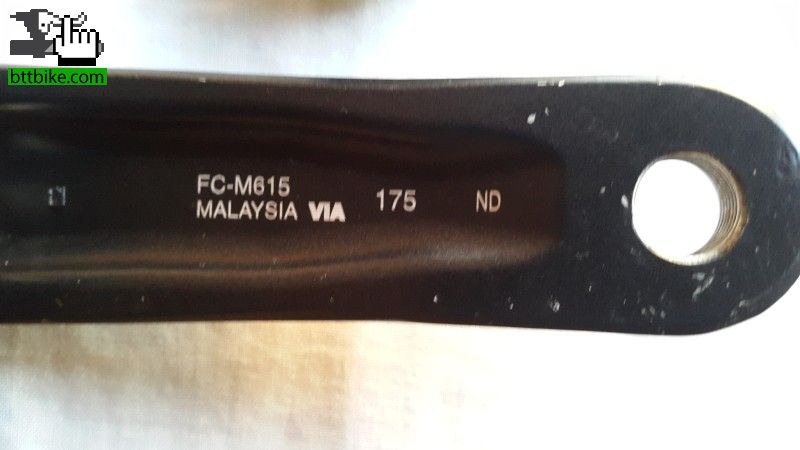 bttbike.com
FC-M615
MALAYSIA VIA 175 ND